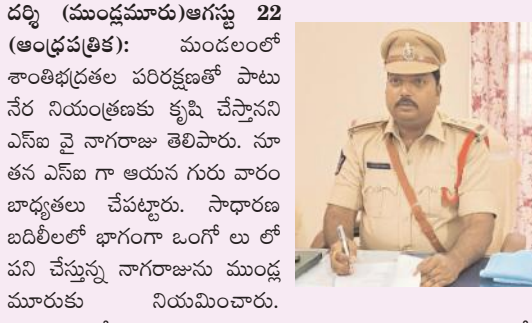 దర్శి (ముండ్లమూరు)ఆగస్టు 22
(ఆంధ్రపత్రిక): మండలంలో
శాంతిభద్రతల పరిరక్షణతో పాటు
నేర నియంత్రణకు కృషి చేస్తానని
ఎస్ఐ వై నాగరాజు తెలిపారు. నూ
తన ఎస్ఐ గా ఆయన గురు వారం
బాధ్యతలు చేపట్టారు. సాధారణ
బదిలీలలో భాగంగా ఒంగో లు లో
పని చేస్తున్న నాగరాజును ముండ్ల
మూరుకు నియమించారు.